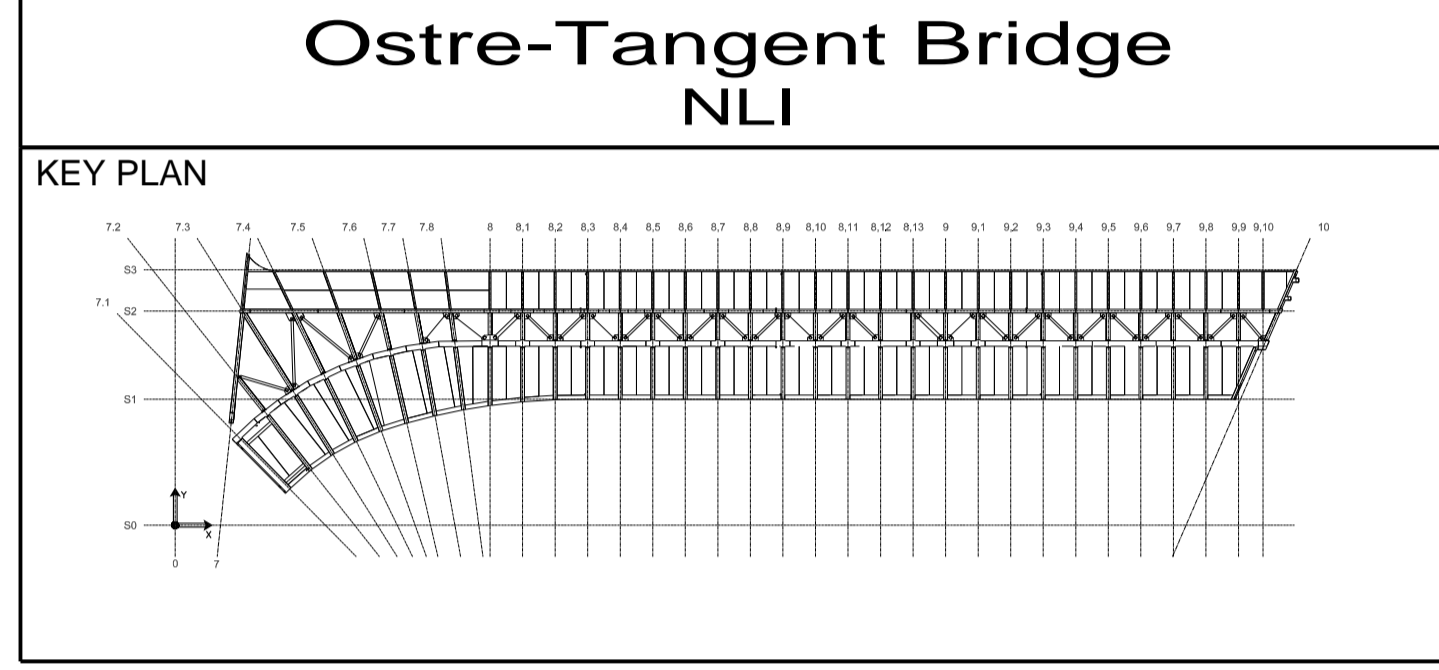 Ostre-Tangent Bridge
NLI
KEY PLAN
7.2 7.3 7.4 7.5 7.6 7.7 7.8 8 8,1 8,2 8,3 8,4 8,5 8,6 8,7 8,8 8,9 8,10 8,11 8,12 8,13 9 9,1 9,2 9,3 9,4 9,5 9,6 9,7 9,8 9,9 9,10 10
S3
7.1 S2
S1
Y
S0
X
0 7